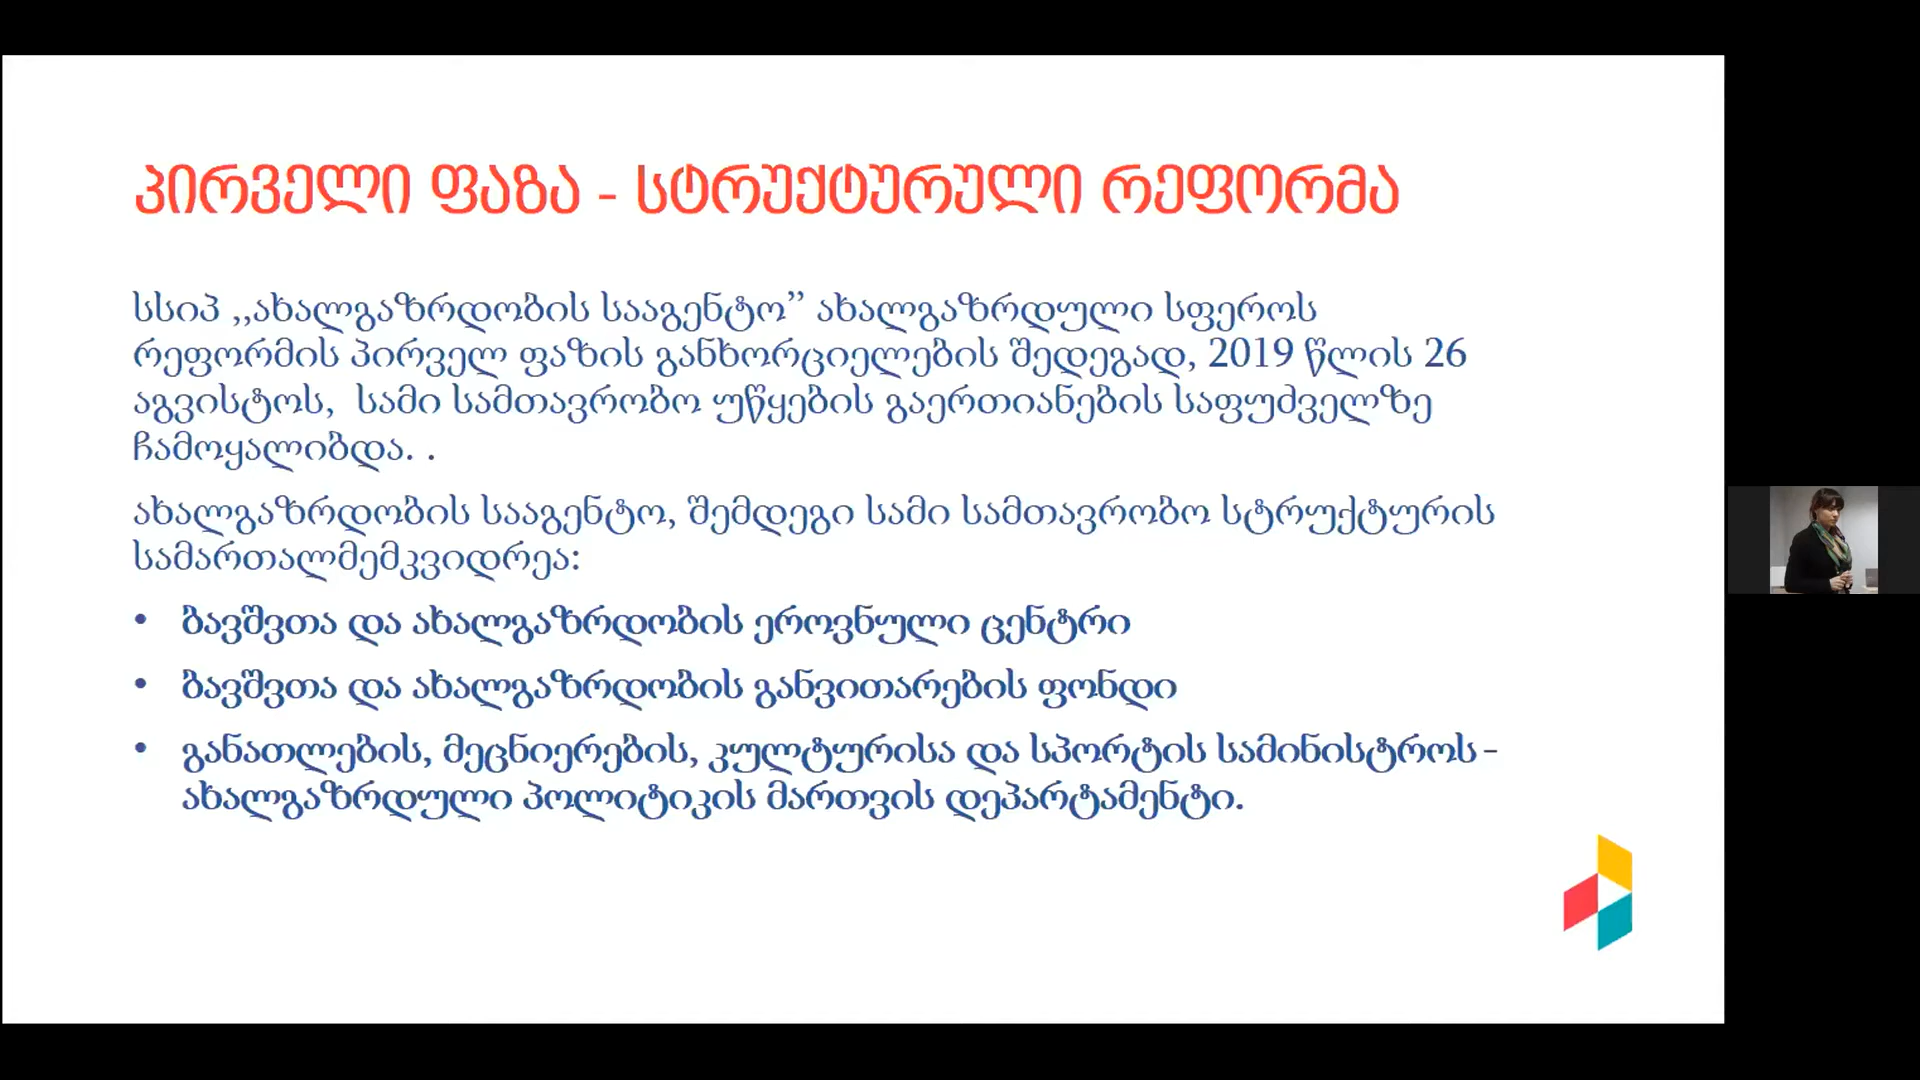 პირველი ფაზა - სტრუქტურული რეფორმა
სსიპ ,,ახალგაზრდობის სააგენტო” ახალგაზრდული სფეროს
რეფორმის პირველ ფაზის განხორციელების შედეგად, 2019 წლის 26
აგვისტოს, სამი სამთავრობო უწყების გაერთიანების საფუძველზე
ჩამოყალიბდა. .
ახალგაზრდობის სააგენტო, შემდეგი სამი სამთავრობო სტრუქტურის
სამართალმემკვიდრეა:
• ბავშვთა და ახალგაზრდობის ეროვნული ცენტრი
• ბავშვთა და ახალგაზრდობის განვითარების ფონდი
• განათლების, მეცნიერების, კულტურისა და სპორტის სამინისტროს -
ახალგაზრდული პოლიტიკის მართვის დეპარტამენტი.